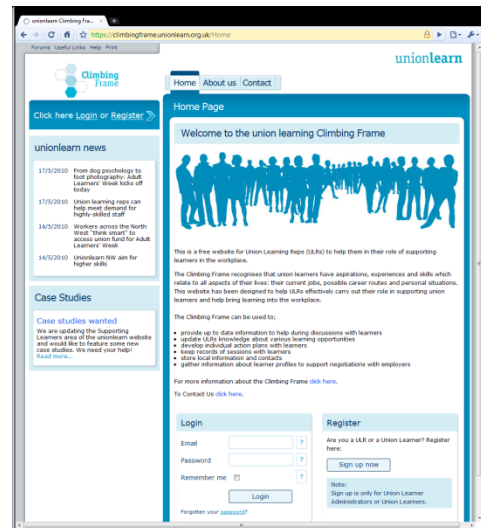 unionlearn Climbing Fra...
https://climbingframe.unionlearn.org.uk/Home
Forums Useful Links Help Print
unionlearn
Climbing
Frame
Home About us Contact
Click here Login or Register
Home Page
Welcome to the union learning Climbing Frame
unionlearn news
17/5/2010 From dog psychology to
foot photography: Adult
Learners' Week kicks off
today
17/5/2010 Union learning reps can
help meet demand for
highly-skilled staff
14/5/2010 Workers across the North
West "think smart" to
access union fund for Adult
Learners' Week
14/5/2010 Unionlearn NW aim for
higher skills
Case Studies
Case studies wanted
We are updating the Supporting
Learners area of the unionlearn website
and would like to feature some new
case studies. We need your help!
Read more...
This is a free website for Union Learning Reps (ULRs) to help them in their role of supporting
learners in the workplace.
The Climbing Frame recognises that union learners have aspirations, experiences and skills which
relate to all aspects of their lives; their current jobs, possible career routes and personal situations.
This website has been designed to help ULRs effectively carry out their role in supporting union
learners and help bring learning into the workplace.
The Climbing Frame can be used to;
• provide up to date information to help during discussions with learners
• update ULRs knowledge about various learning opportunities
• develop individual action plans with learners
• keep records of sessions with learners
• store local information and contacts
• gather information about learner profiles to support negotiations with employers
For more information about the Climbing Frame click here.
To Contact Us click here.
Login
Email ?
Password ?
Remember me ?
Login
Forgotten your password?
Register
Are you a ULR or a Union Learner? Register
here:
Sign up now
Note:
Sign up is only for Union Learner
Administrators or Union Learners.